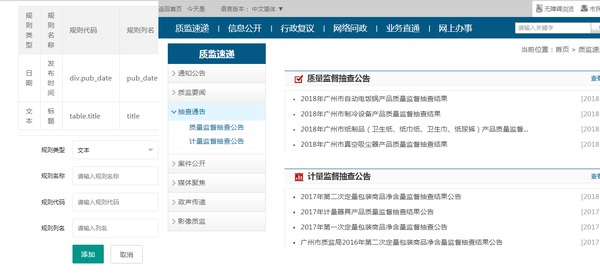 规则类型 规则名称 规则代码 规则列名
日期 发布时间 div.pub_date pub_date
文本 标题 table.title title
规则类型 文本
规则名称 请输入规则名称
规则代码 请输入规则代码
规则列名 请输入列名
添加 取消
返回首页 今天是 语言版本: 中文简体 无障碍浏览 市民
质监速递 信息公开 行政复议 网络问政 业务直通 网上办事
请输入关键字
当前位置:首页 > 质监速
质监速递
通知公告
质监要闻
抽查通告
质量监督抽查公告
计量监督抽查公告
案件公开
媒体聚焦
政声传递
影像质监
质量监督抽查公告 查看
2018年广州市自动电饭锅产品质量监督抽查结果 [2018
2018年广州市制冷设备产品质量监督抽查结果 [2018
2018年广州市纸制品(卫生纸、纸巾纸、卫生巾、纸尿裤)产品质量监督... [2018
2018年广州市真空吸尘器产品质量监督抽查结果 [2018
计量监督抽查公告 查看
2017年第二次定量包装商品净含量监督抽查结果公告 [2018
2017年计量器具产品质量监督抽查结果公告 [2017
2017年第一次定量包装商品净含量监督抽查结果公告 [2017
广州市质监局2016年第二次定量包装商品净含量监督抽查结果公告 [2017